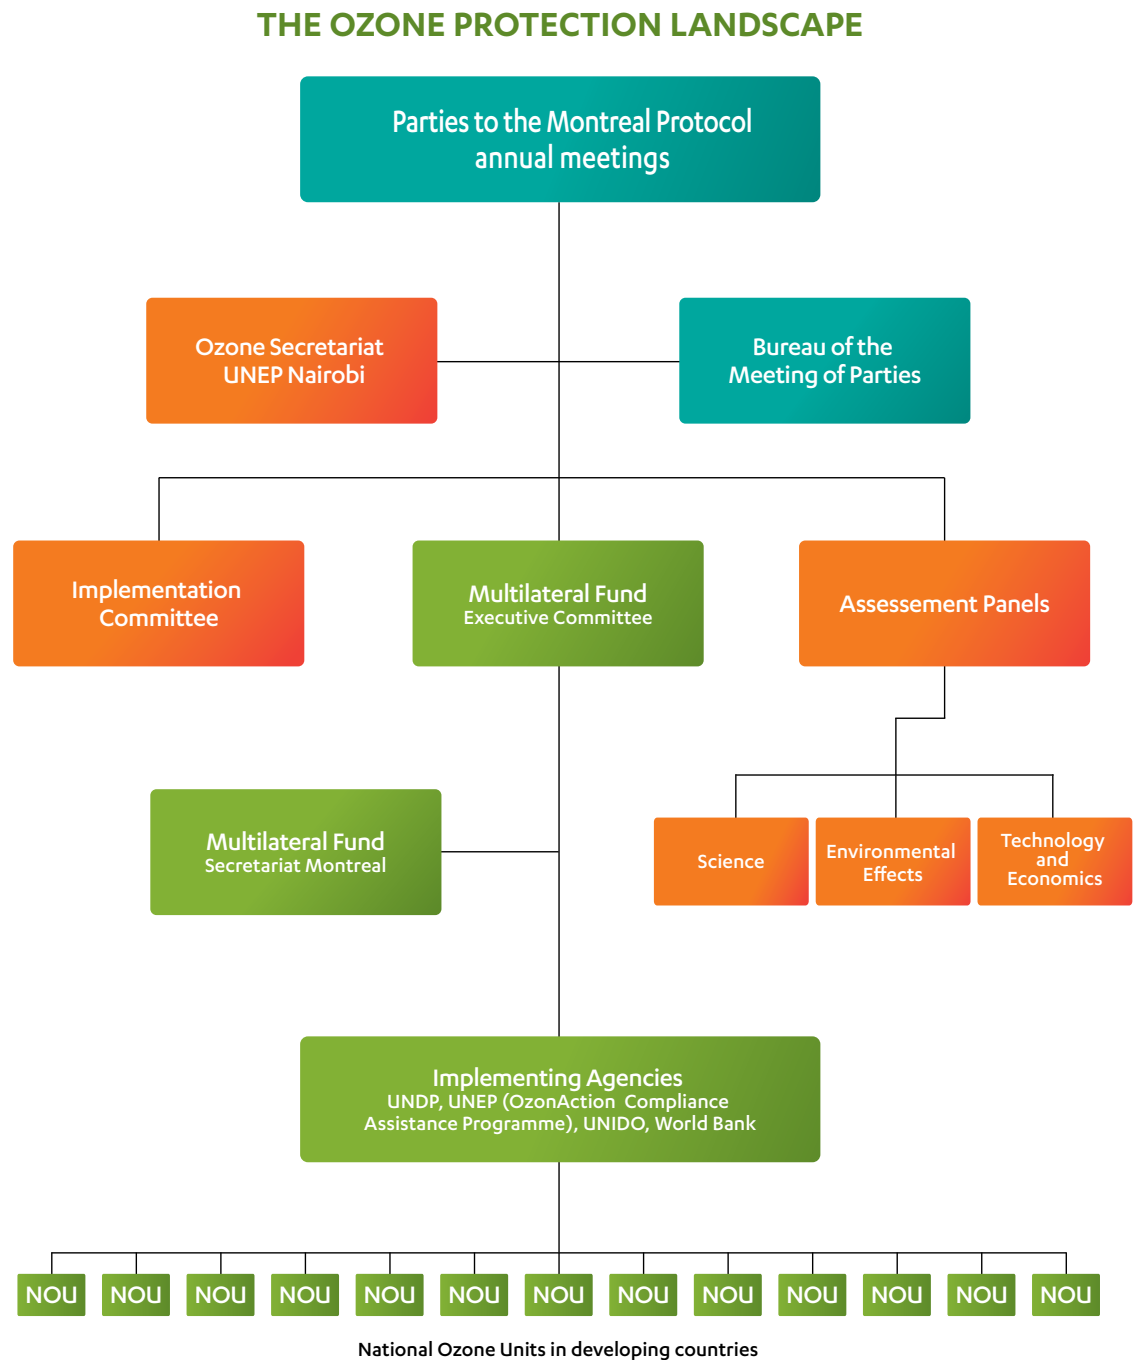 THE OZONE PROTECTION LANDSCAPE
Parties to the Montreal Protocol
annual meetings
Ozone Secretariat
UNEP Nairobi
Bureau of the
Meeting of Parties
Implementation
Committee
Multilateral Fund
Executive Committee
Assessement Panels
Multilateral Fund
Secretariat Montreal
Science
Environmental
Effects
Technology
and
Economics
Implementing Agencies
UNDP, UNEP (OzonAction Compliance
Assistance Programme), UNIDO, World Bank
NOU NOU NOU NOU NOU NOU NOU NOU NOU NOU NOU NOU NOU
National Ozone Units in developing countries